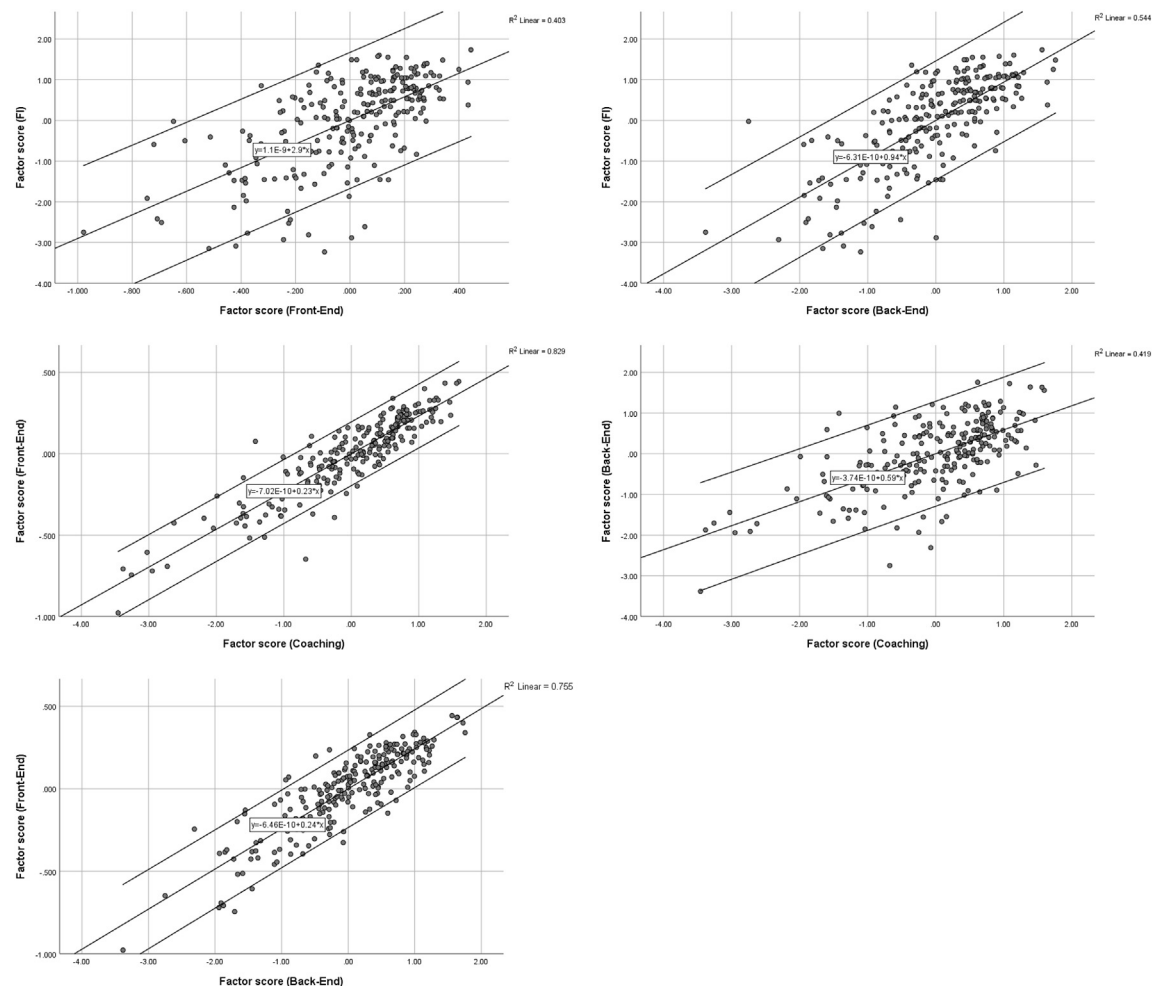 R² Linear = 0.403
2.00
1.00
.00
-1.00
-2.00
-3.00
-4.00
Factor score (FI)
y=1.1E-9+2.9*x
-1.000 -.800 -.600 -.400 -.200 .000 .200 .400
Factor score (Front-End)
R² Linear = 0.544
2.00
1.00
.00
-1.00
-2.00
-3.00
-4.00
Factor score (FI)
y=-6.31E-10+0.94*x
-4.00 -3.00 -2.00 -1.00 .00 1.00 2.00
Factor score (Back-End)
R² Linear = 0.829
.500
.000
-.500
-1.000
Factor score (Front-End)
y=-7.02E-10+0.23*x
-4.00 -3.00 -2.00 -1.00 .00 1.00 2.00
Factor score (Coaching)
R² Linear = 0.419
2.00
1.00
.00
-1.00
-2.00
-3.00
-4.00
Factor score (Back-End)
y=-3.74E-10+0.59*x
-4.00 -3.00 -2.00 -1.00 .00 1.00 2.00
Factor score (Coaching)
R² Linear = 0.755
.500
.000
-.500
-1.000
Factor score (Front-End)
y=-6.46E-10+0.24*x
-4.00 -3.00 -2.00 -1.00 .00 1.00 2.00
Factor score (Back-End)